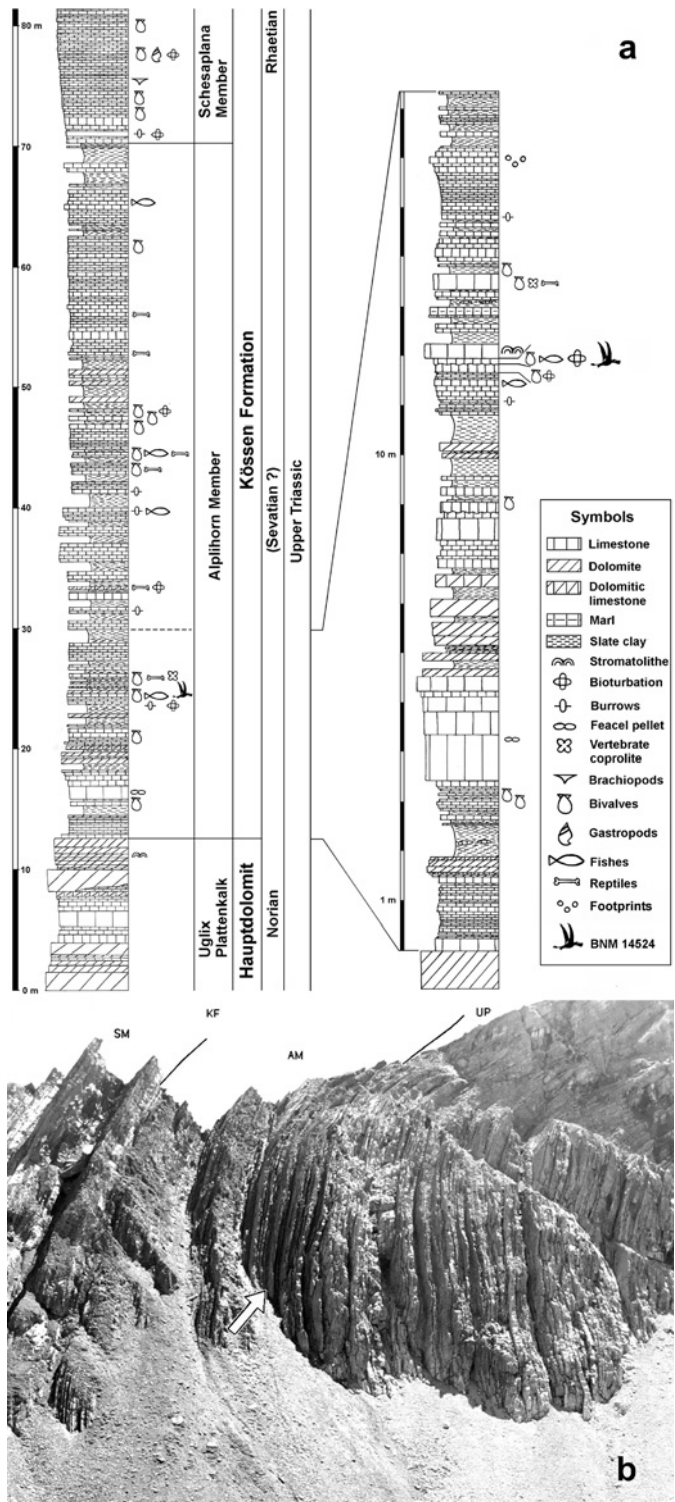 a
80 m
70
60
50
40
30
20
10
0 m
Schesaplana
Member
Rhaetian
Alplihorn Member
Kössen Formation
(Sevatian ?)
Upper Triassic
Uglix
Plattenkalk
Hauptdolomit
Norian
10 m
1 m
Symbols
Limestone
Dolomite
Dolomitic
limestone
Marl
Slate clay
Stromatolithe
Bioturbation
Burrows
Feacel pellet
Vertebrate
coprolite
Brachiopods
Bivalves
Gastropods
Fishes
Reptiles
Footprints
BNM 14524
SM
KF
AM
UP
b